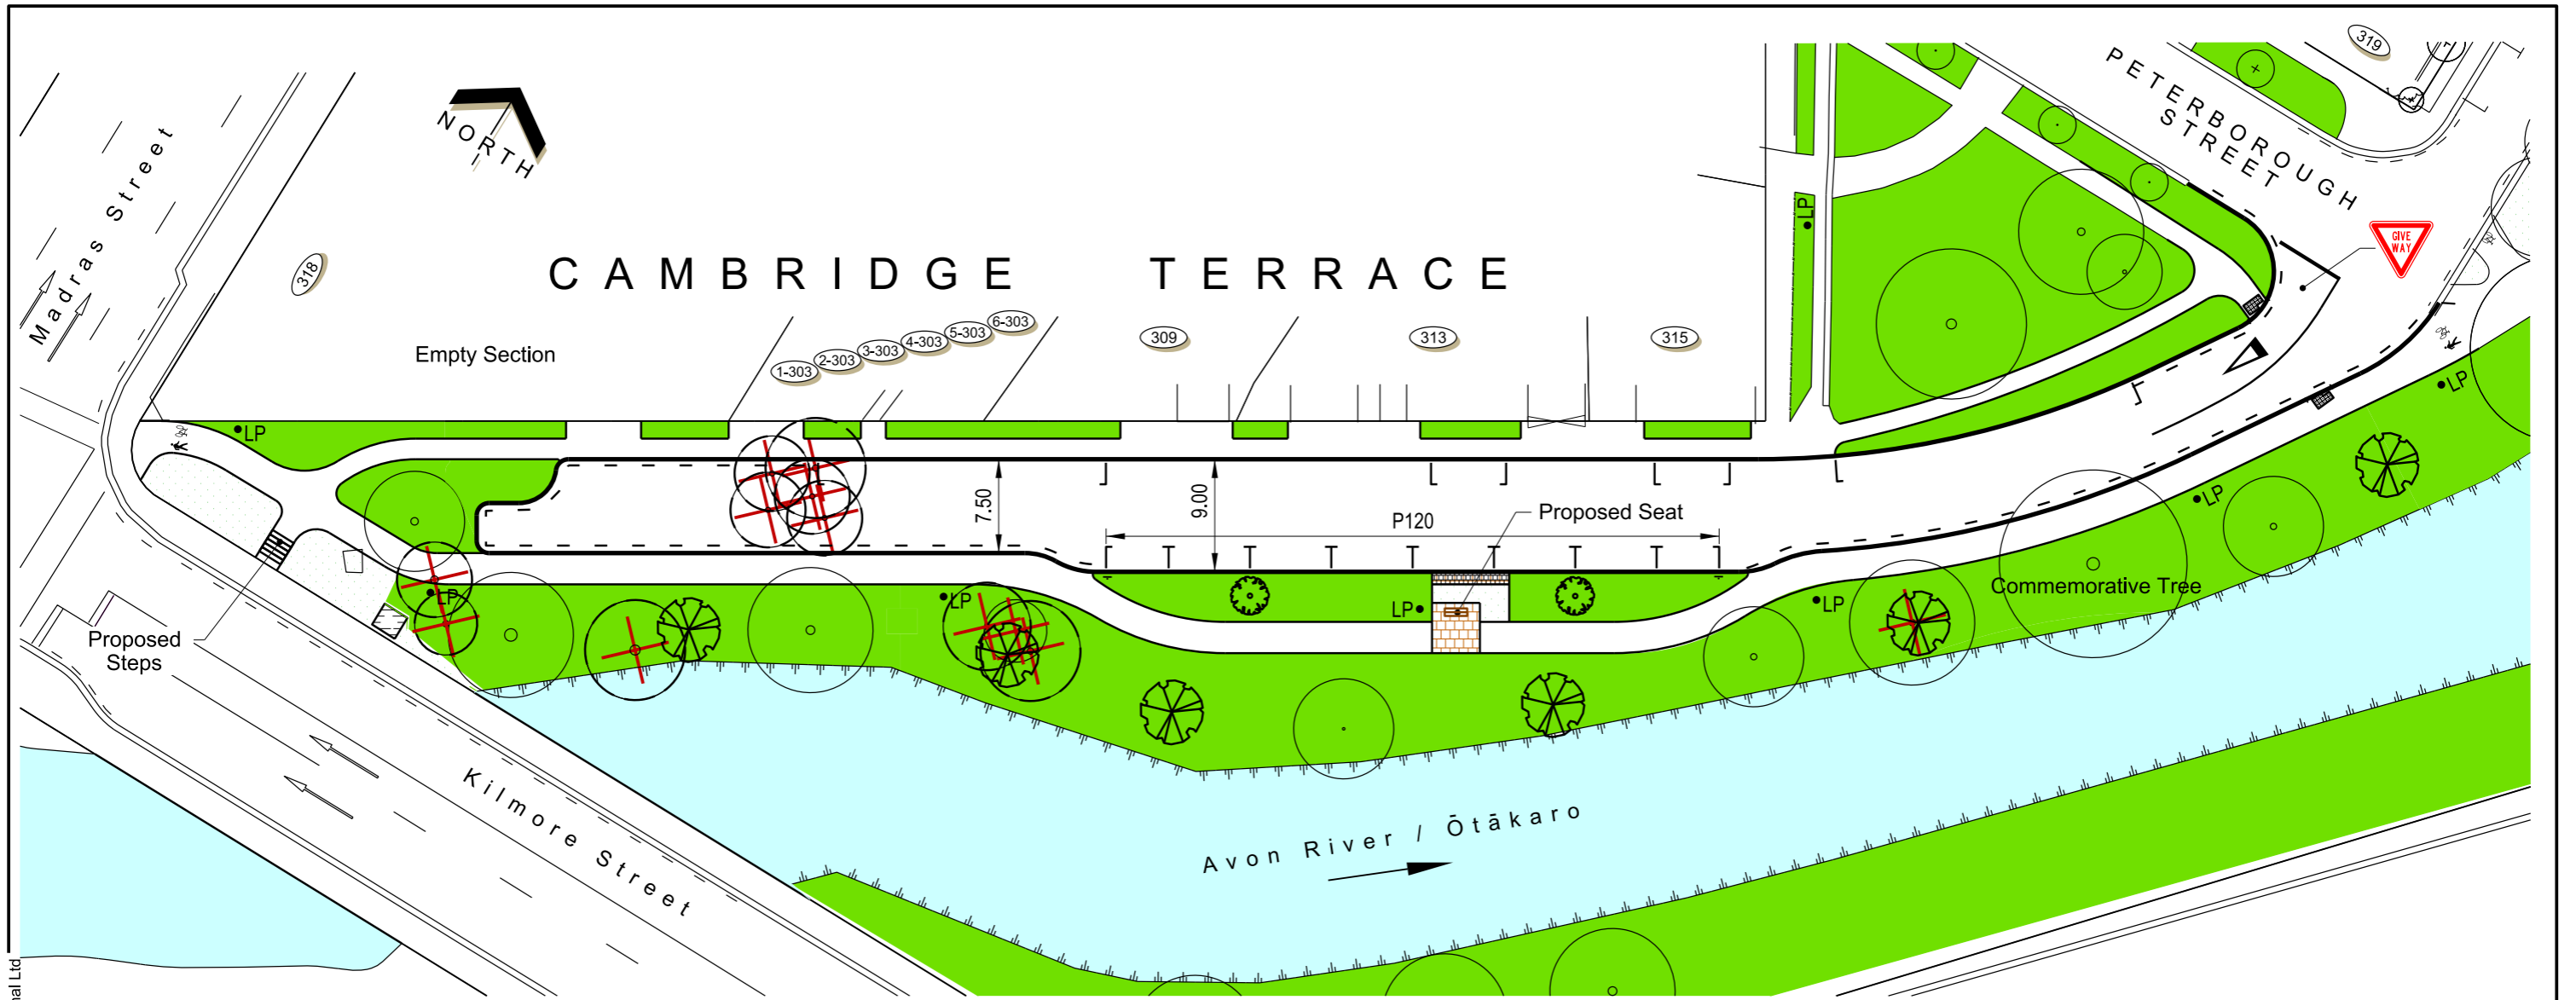 319
PETERBOROUGH
STREET
NORTH
Madras Street
LP
GIVE
WAY
318
CAMBRIDGE TERRACE
Empty Section
1-303
2-303
3-303
4-303
5-303
6-303
309
313
315
LP
LP
LP
7.50
9.00
P120
Proposed Seat
LP
LP
LP
LP
Commemorative Tree
Proposed
Steps
Kilmore Street
Avon River / Ōtākaro
nal Ltd